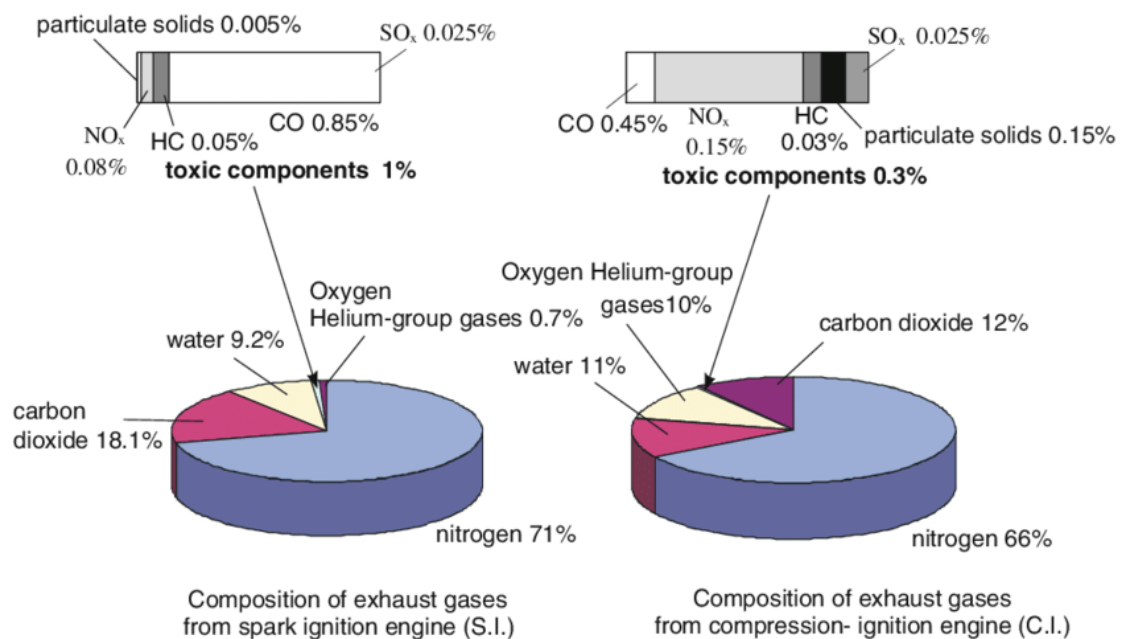 particulate solids 0.005%
SOₓ 0.025%
NOₓ
0.08%
HC 0.05%
CO 0.85%
toxic components 1%
SOₓ 0.025%
CO 0.45%
NOₓ
0.15%
HC
0.03%
particulate solids 0.15%
toxic components 0.3%
Oxygen
Helium-group gases 0.7%
water 9.2%
carbon
dioxide 18.1%
nitrogen 71%
Oxygen Helium-group
gases10%
carbon dioxide 12%
water 11%
nitrogen 66%
Composition of exhaust gases
from spark ignition engine (S.I.)
Composition of exhaust gases
from compression- ignition engine (C.I.)